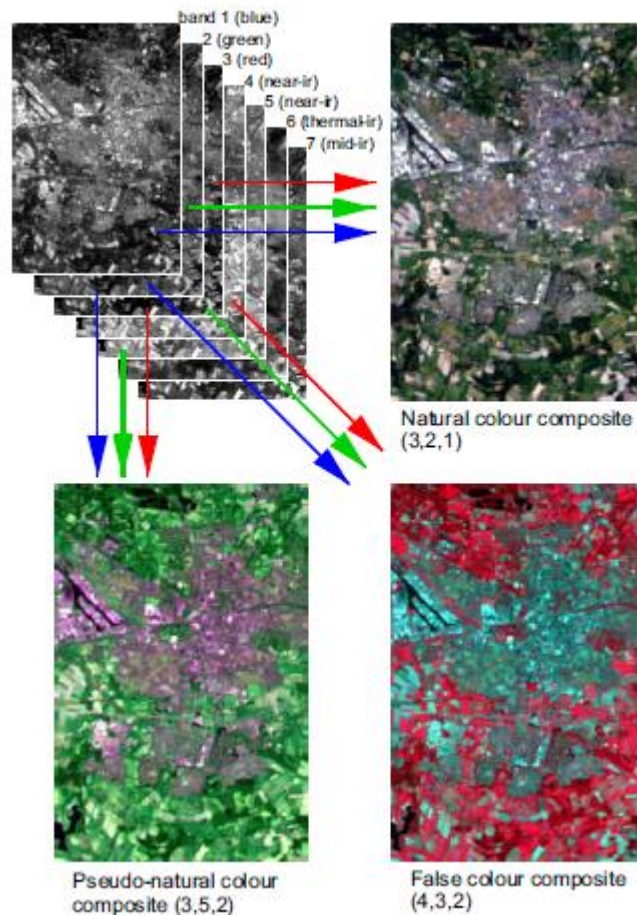 band 1 (blue)
2 (green)
3 (red)
4 (near-ir)
5 (near-ir)
6 (thermal-ir)
7 (mid-ir)
Natural colour composite
(3,2,1)
Pseudo-natural colour
composite (3,5,2)
False colour composite
(4,3,2)